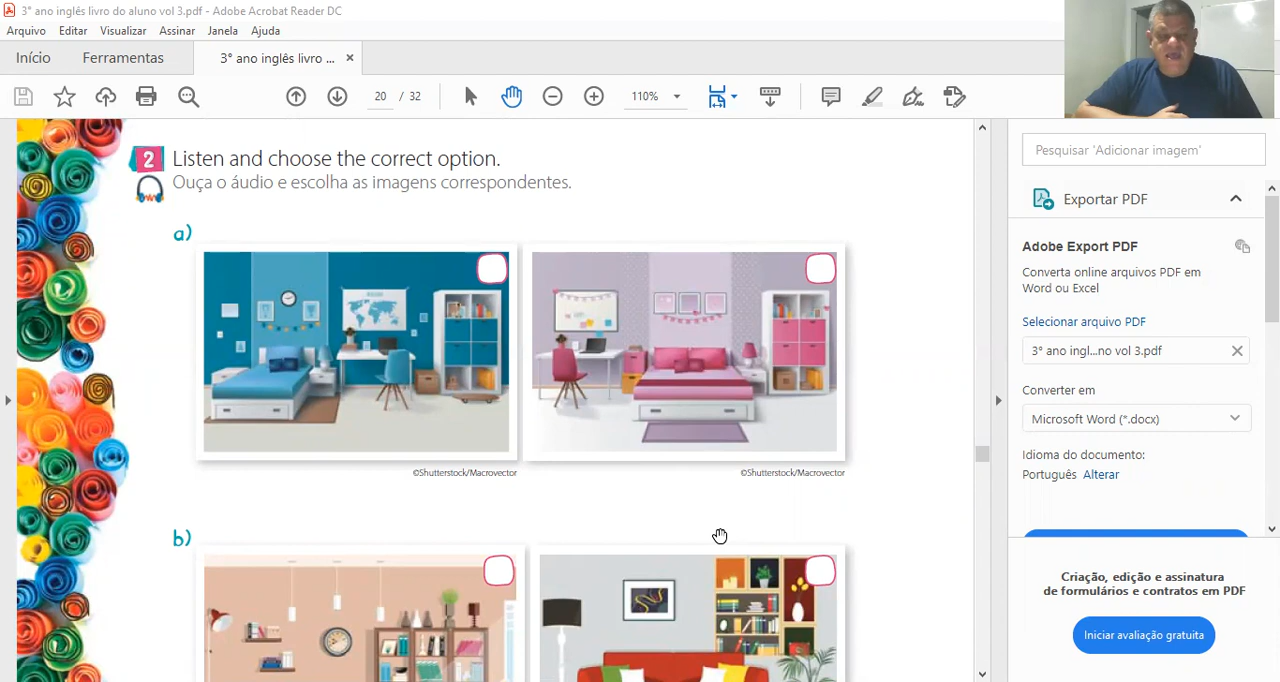 3° ano inglês livro do aluno vol 3.pdf - Adobe Acrobat Reader DC
Arquivo Editar Visualizar Assinar Janela Ajuda
Início Ferramentas 3° ano inglês livro ... ×
20 / 32 110%
2 Listen and choose the correct option.
Ouça o áudio e escolha as imagens correspondentes.
a)
©Shutterstock/Macrovector ©Shutterstock/Macrovector
b)
Pesquisar 'Adicionar imagem'
Exportar PDF
Adobe Export PDF
Converta online arquivos PDF em
Word ou Excel
Selecionar arquivo PDF
3° ano ingl...no vol 3.pdf
Converter em
Microsoft Word (*.docx)
Idioma do documento:
Português Alterar
Criação, edição e assinatura
de formulários e contratos em PDF
Iniciar avaliação gratuita